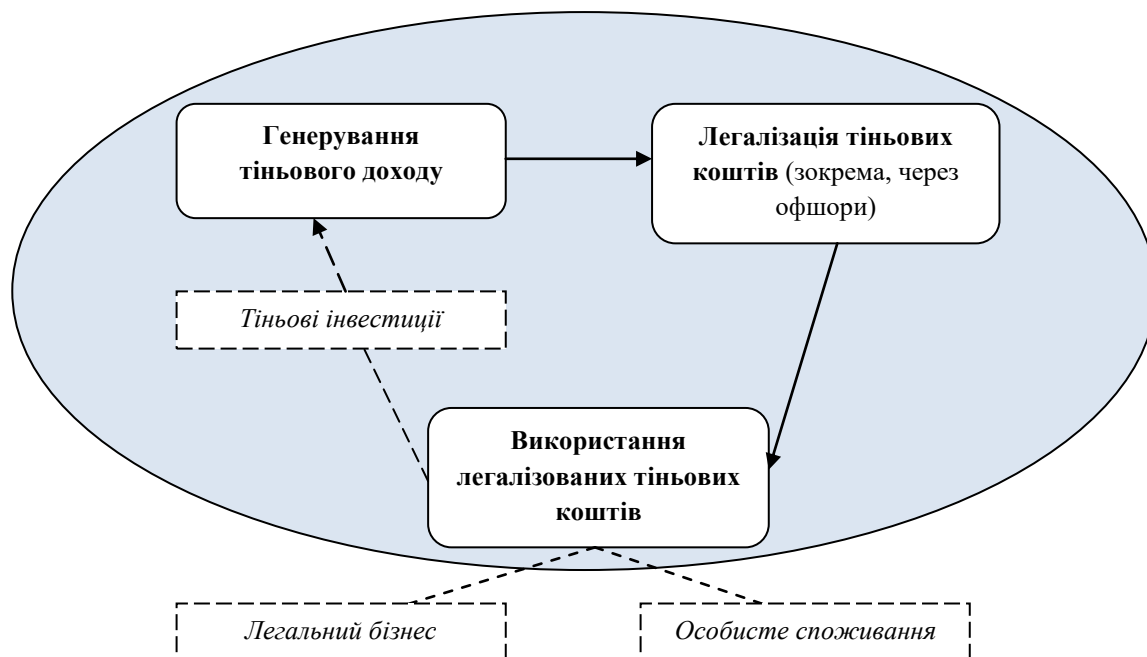 Генерування
тіньового доходу
Легалізація тіньових
коштів (зокрема, через
офшори)
Тіньові інвестиції
Використання
легалізованих тіньових
коштів
Легальний бізнес
Особисте споживання